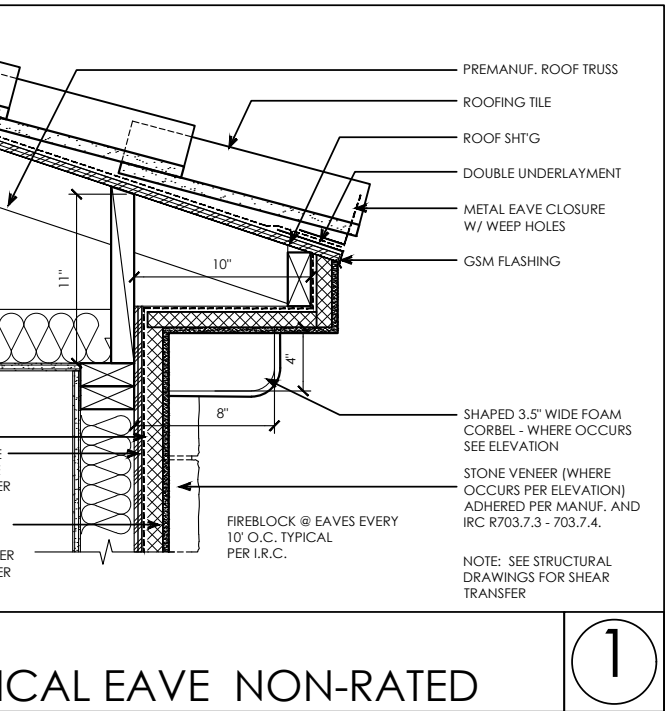 PREMANUF. ROOF TRUSS
ROOFING TILE
ROOF SHT'G
DOUBLE UNDERLAYMENT
METAL EAVE CLOSURE
W/ WEEP HOLES
GSM FLASHING
11"
10"
4"
8"
SHAPED 3.5" WIDE FOAM
CORBEL - WHERE OCCURS
SEE ELEVATION
STONE VENEER (WHERE
OCCURS PER ELEVATION)
ADHERED PER MANUF. AND
IRC R703.7.3 - 703.7.4.
FIREBLOCK @ EAVES EVERY
10' O.C. TYPICAL
PER I.R.C.
NOTE: SEE STRUCTURAL
DRAWINGS FOR SHEAR
TRANSFER
E
ER
ER
ER
ICAL EAVE NON-RATED
1